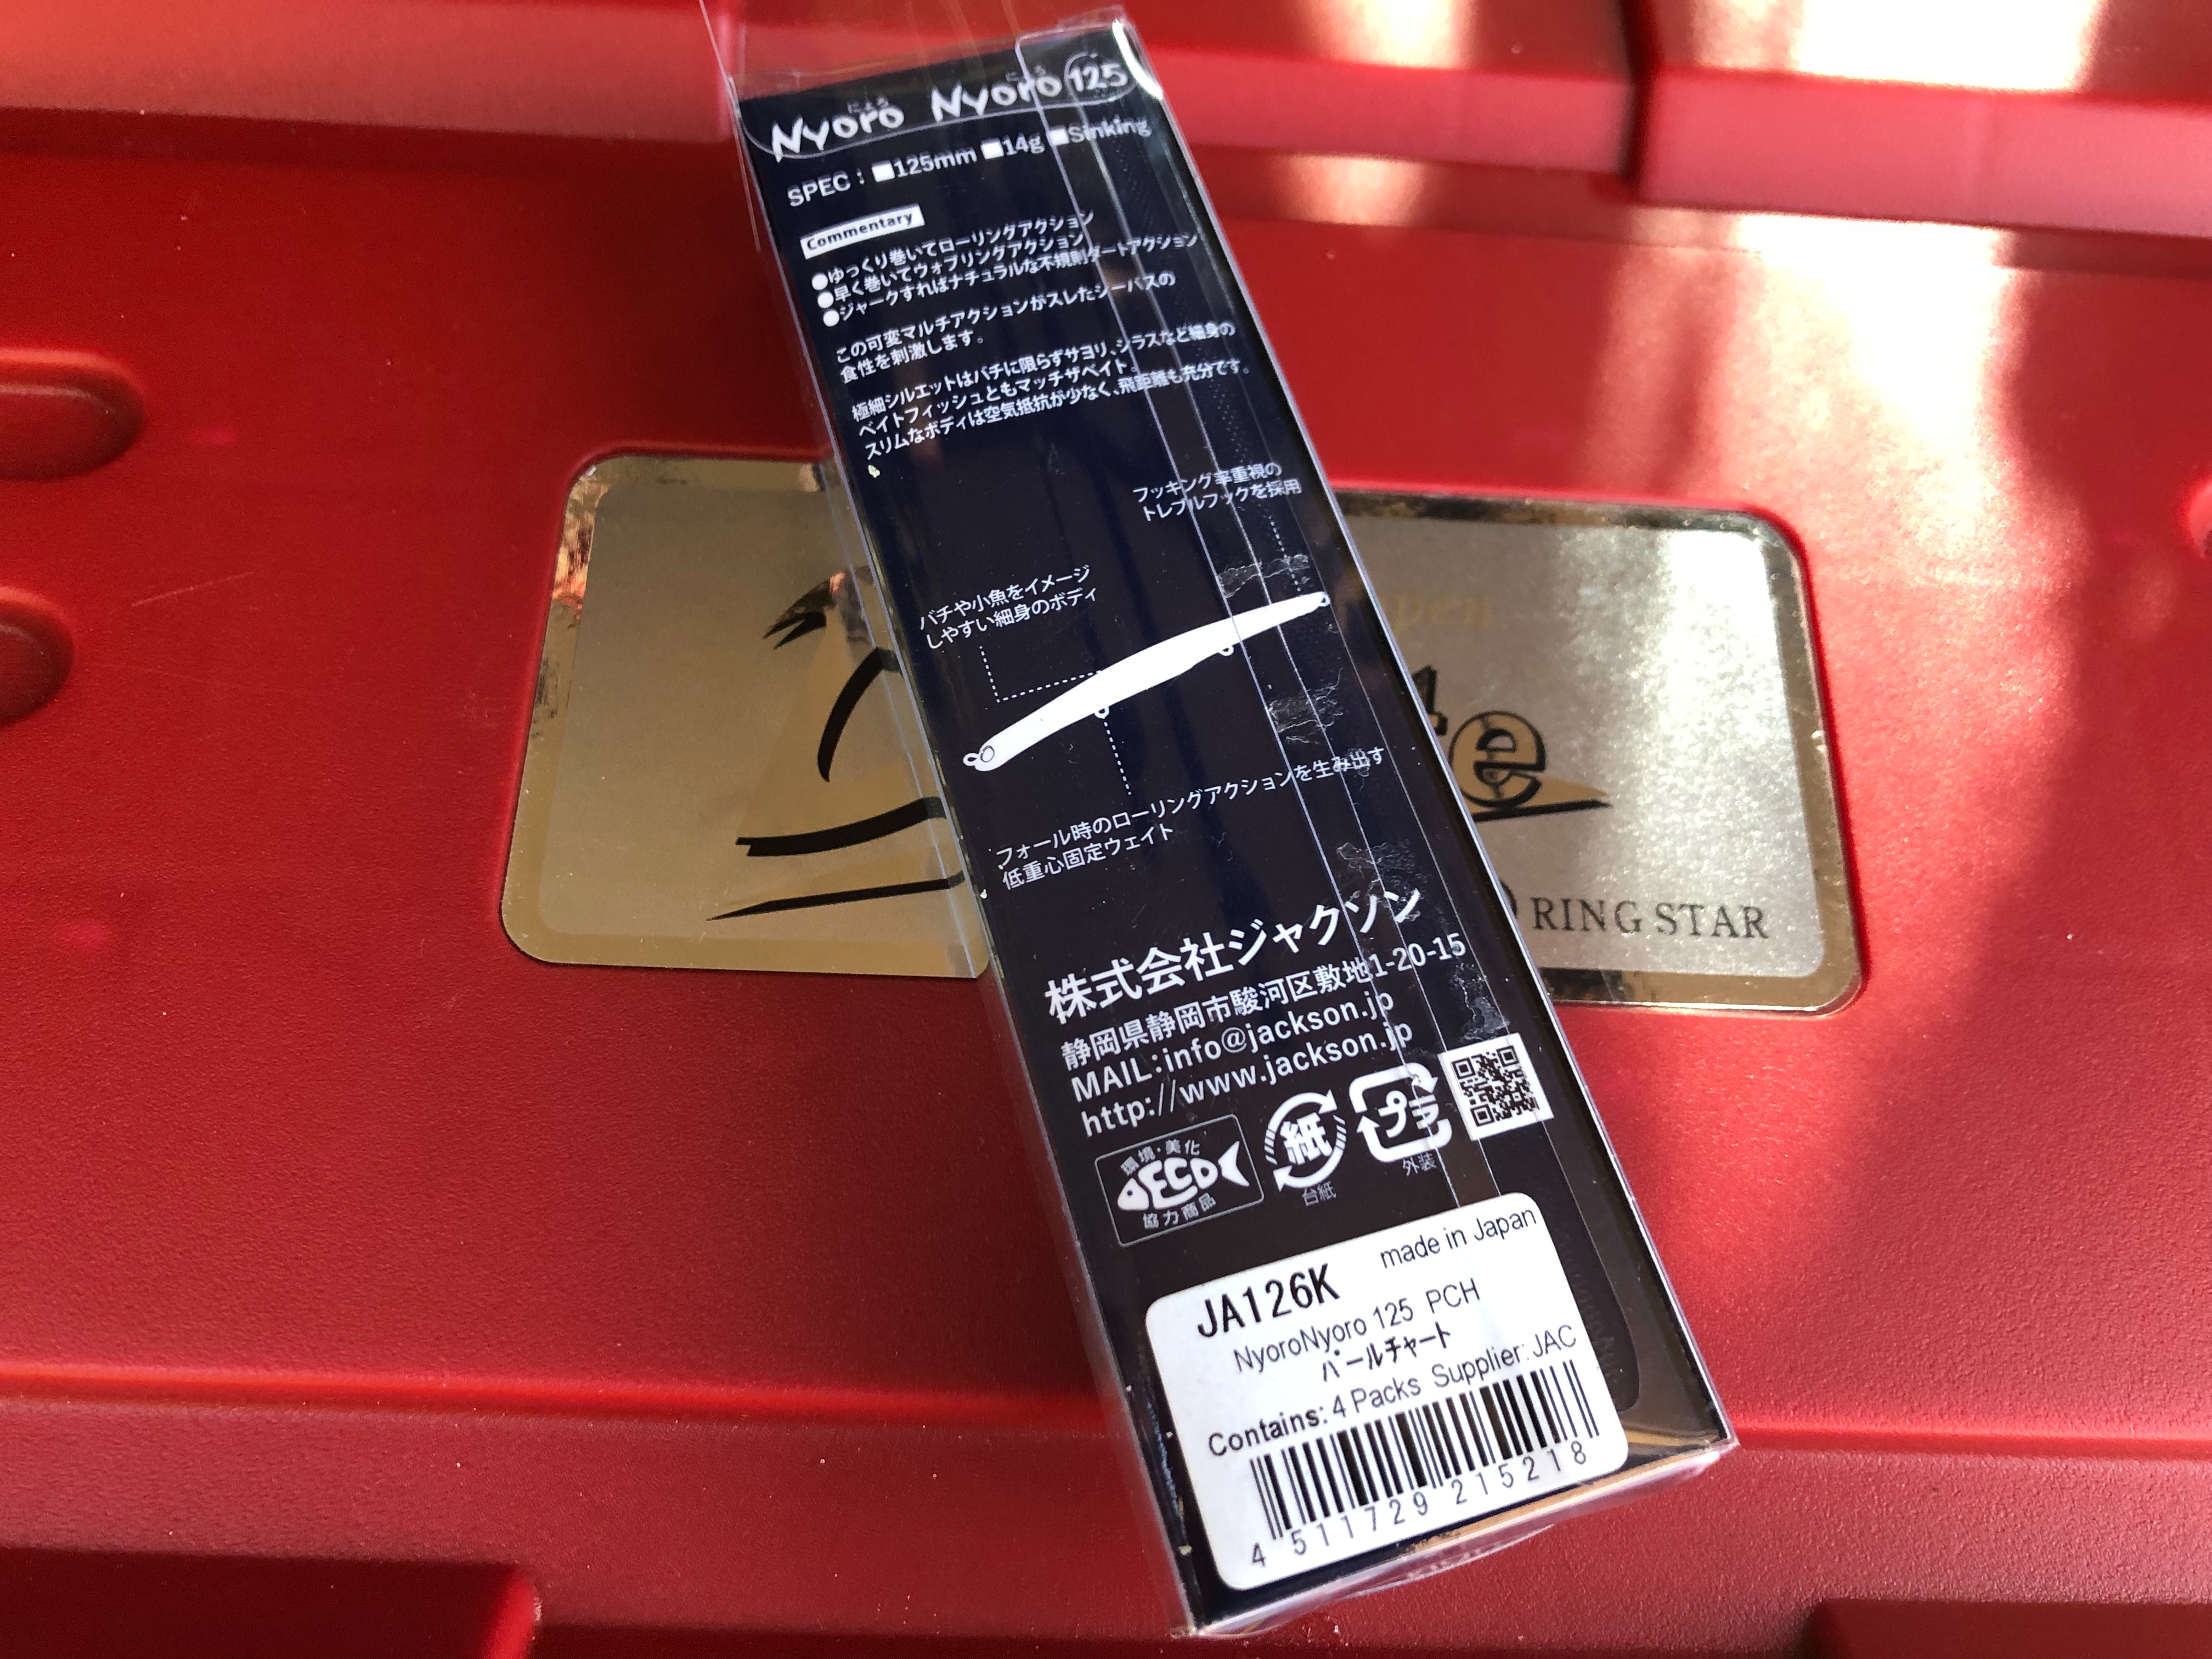 にょろ にょろ
Nyoro Nyoro 125
SPEC : ■125mm ■14g ■Sinking
Commentary
●ゆっくり巻いてローリングアクション
●早く巻いてウォブリングアクション
●ジャークすればナチュラルな不規則ダートアクション
この可変マルチアクションがスレたシーバスの
食性を刺激します。
極細シルエットはバチに限らずサヨリ、シラスなど細身の
ベイトフィッシュともマッチザベイト。
スリムなボディは空気抵抗が少なく、飛距離も充分です。
フッキング率重視の
トレブルフックを採用
バチや小魚をイメージ
しやすい細身のボディ
フォール時のローリングアクションを生み出す
低重心固定ウェイト
株式会社ジャクソン
静岡県静岡市駿河区敷地1-20-15
MAIL:info@jackson.jp
http://www.jackson.jp
環境・美化
ECO
協力商品
紙
台紙
プラ
外装
JA126K made in Japan
NyoroNyoro 125 PCH
パールチャート
Contains: 4 Packs Supplier: JAC
4 511729 215218
RING STAR